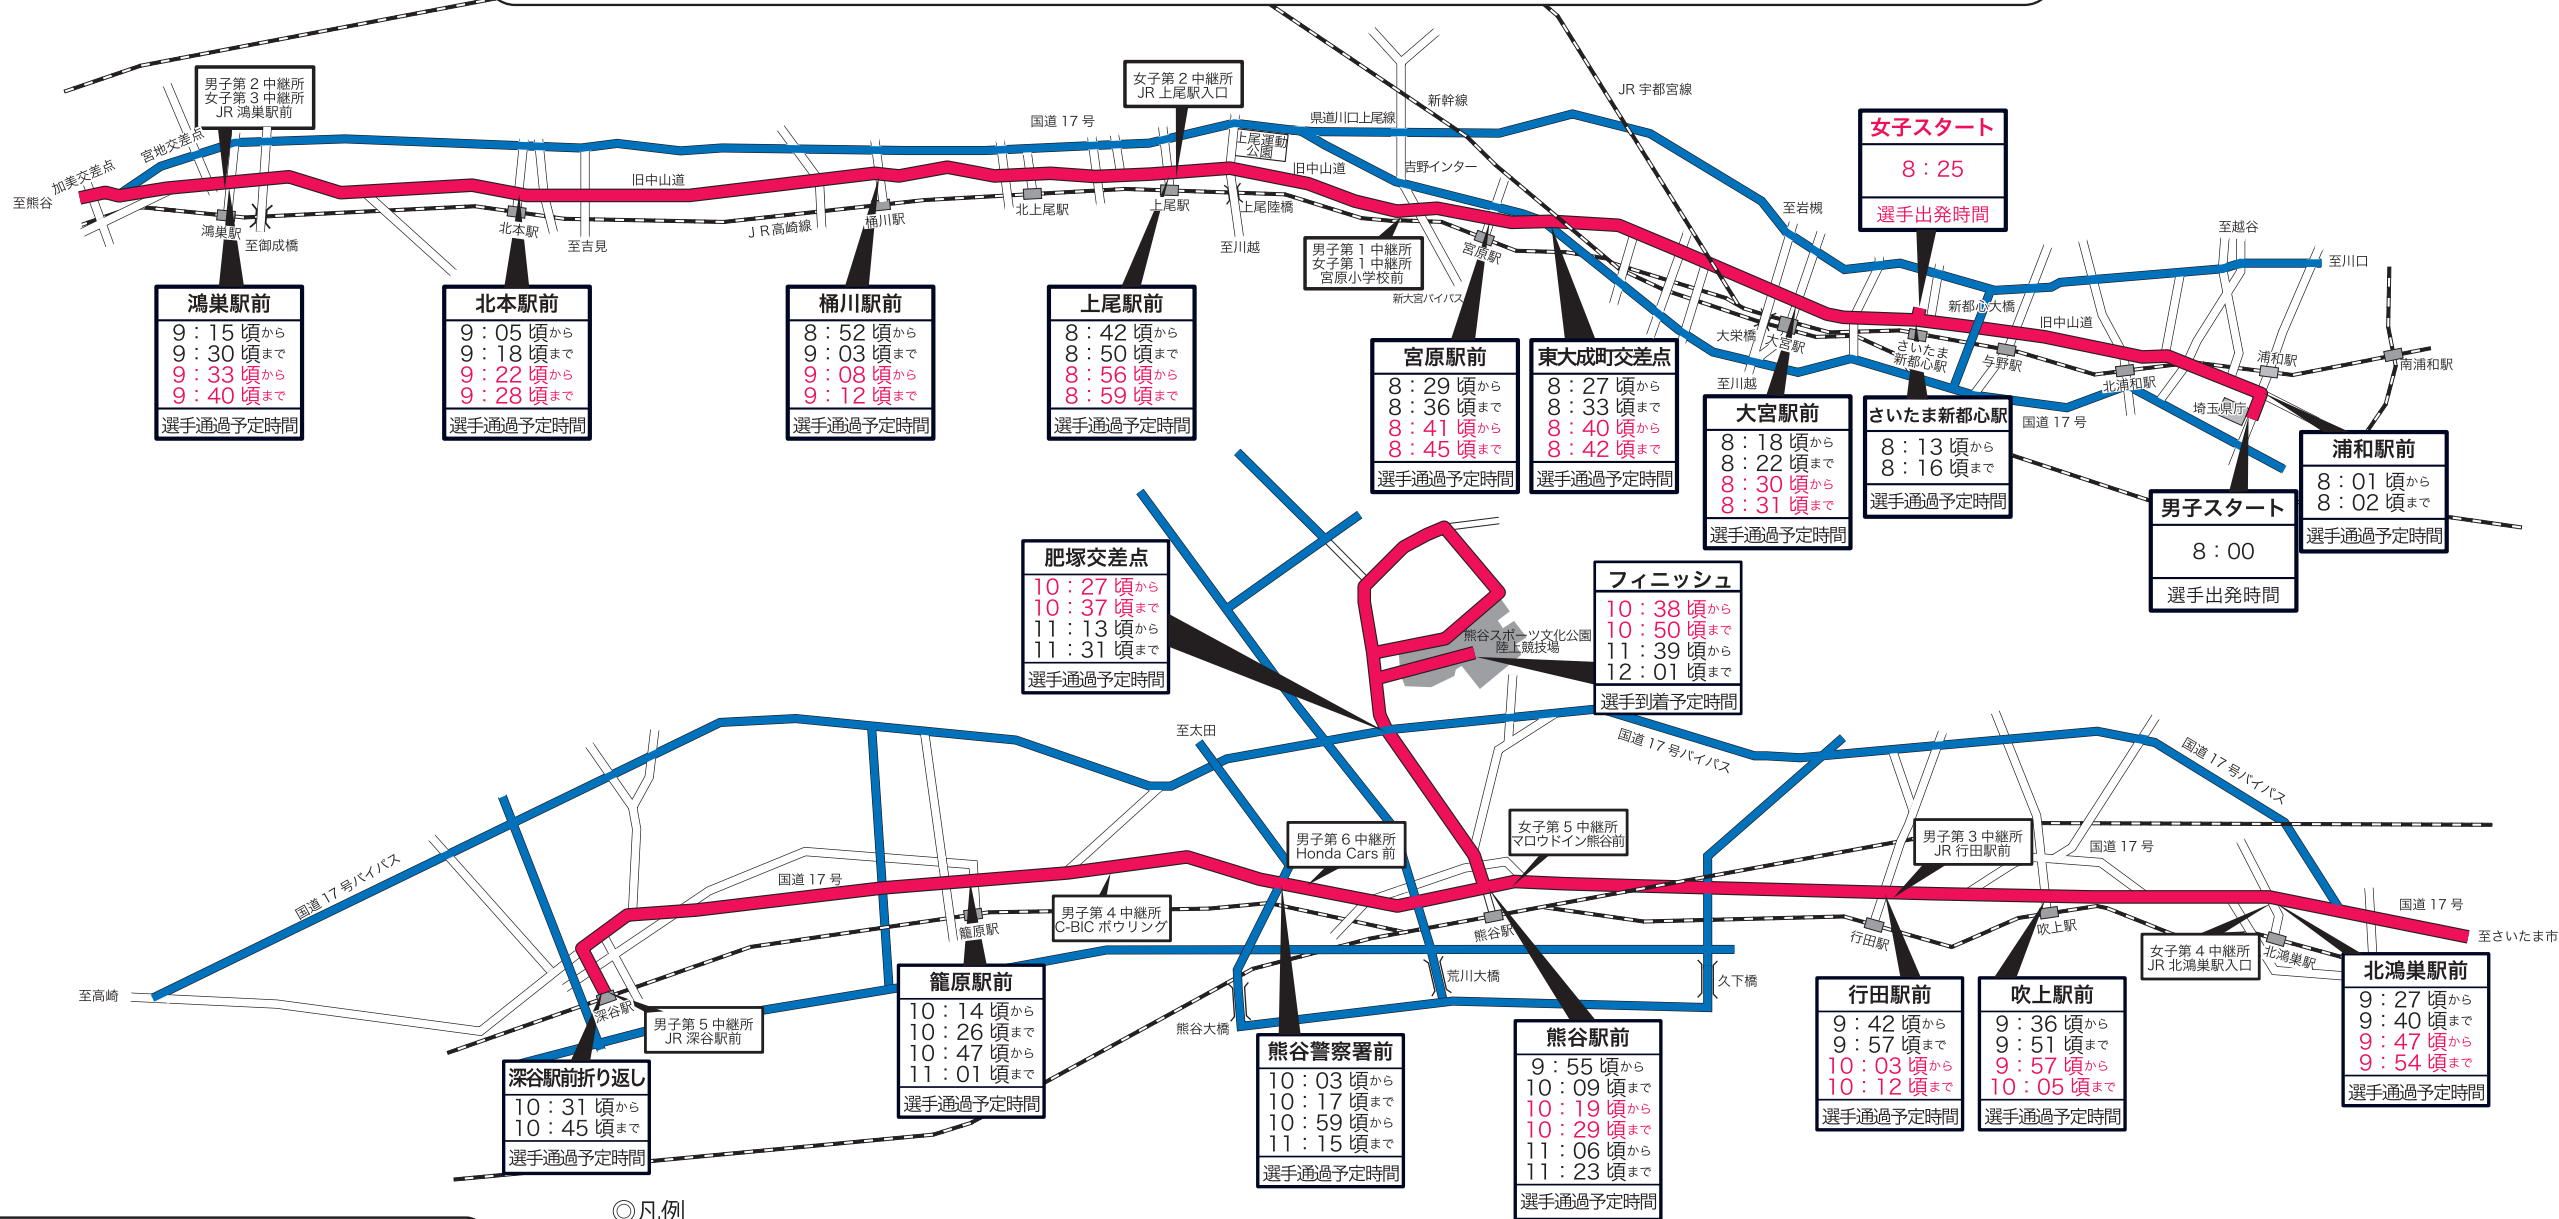 男子第2中継所
女子第3中継所
JR 鴻巣駅前
女子第2中継所
JR 上尾駅入口
新幹線
JR 宇都宮線
国道 17 号
県道川口上尾線
女子スタート
8：25
選手出発時間
宮地交差点
加美交差点
至熊谷
旧中山道
上尾運動
公園
旧中山道
吉野インター
鴻巣駅
至御成橋
北本駅
至吉見
ＪＲ高崎線
桶川駅
北上尾駅
上尾駅
上尾陸橋
至川越
男子第1中継所
女子第1中継所
宮原小学校前
宮原駅
新大宮バイパス
至岩槻
至越谷
至川口
新都心大橋
旧中山道
大栄橋
大宮駅
さいたま
新都心駅
与野駅
北浦和駅
浦和駅
南浦和駅
至川越
国道 17 号
埼玉県庁
鴻巣駅前
9：15 頃から
9：30 頃まで
9：33 頃から
9：40 頃まで
選手通過予定時間
北本駅前
9：05 頃から
9：18 頃まで
9：22 頃から
9：28 頃まで
選手通過予定時間
桶川駅前
8：52 頃から
9：03 頃まで
9：08 頃から
9：12 頃まで
選手通過予定時間
上尾駅前
8：42 頃から
8：50 頃まで
8：56 頃から
8：59 頃まで
選手通過予定時間
宮原駅前
8：29 頃から
8：36 頃まで
8：41 頃から
8：45 頃まで
選手通過予定時間
東大成町交差点
8：27 頃から
8：33 頃まで
8：40 頃から
8：42 頃まで
選手通過予定時間
大宮駅前
8：18 頃から
8：22 頃まで
8：30 頃から
8：31 頃まで
選手通過予定時間
さいたま新都心駅
8：13 頃から
8：16 頃まで
選手通過予定時間
浦和駅前
8：01 頃から
8：02 頃まで
選手通過予定時間
男子スタート
8：00
選手出発時間
肥塚交差点
10：27 頃から
10：37 頃まで
11：13 頃から
11：31 頃まで
選手通過予定時間
フィニッシュ
10：38 頃から
10：50 頃まで
11：39 頃から
12：01 頃まで
選手到着予定時間
熊谷スポーツ文化公園
陸上競技場
至太田
国道 17 号バイパス
国道 17 号バイパス
国道 17 号バイパス
男子第6中継所
Honda Cars 前
女子第5中継所
マロウドイン熊谷前
男子第3中継所
JR 行田駅前
国道 17 号
国道 17 号
国道 17 号
男子第4中継所
C-BIC ボウリング
籠原駅
熊谷駅
行田駅
吹上駅
女子第4中継所
JR 北鴻巣駅入口
北鴻巣駅
至さいたま市
至高崎
深谷駅
男子第5中継所
JR 深谷駅前
荒川大橋
久下橋
熊谷大橋
深谷駅前折り返し
10：31 頃から
10：45 頃まで
選手通過予定時間
籠原駅前
10：14 頃から
10：26 頃まで
10：47 頃から
11：01 頃まで
選手通過予定時間
熊谷警察署前
10：03 頃から
10：17 頃まで
10：59 頃から
11：15 頃まで
選手通過予定時間
熊谷駅前
9：55 頃から
10：09 頃まで
10：19 頃から
10：29 頃まで
11：06 頃から
11：23 頃まで
選手通過予定時間
行田駅前
9：42 頃から
9：57 頃まで
10：03 頃から
10：12 頃まで
選手通過予定時間
吹上駅前
9：36 頃から
9：51 頃まで
9：57 頃から
10：05 頃まで
選手通過予定時間
北鴻巣駅前
9：27 頃から
9：40 頃まで
9：47 頃から
9：54 頃まで
選手通過予定時間
◎凡例